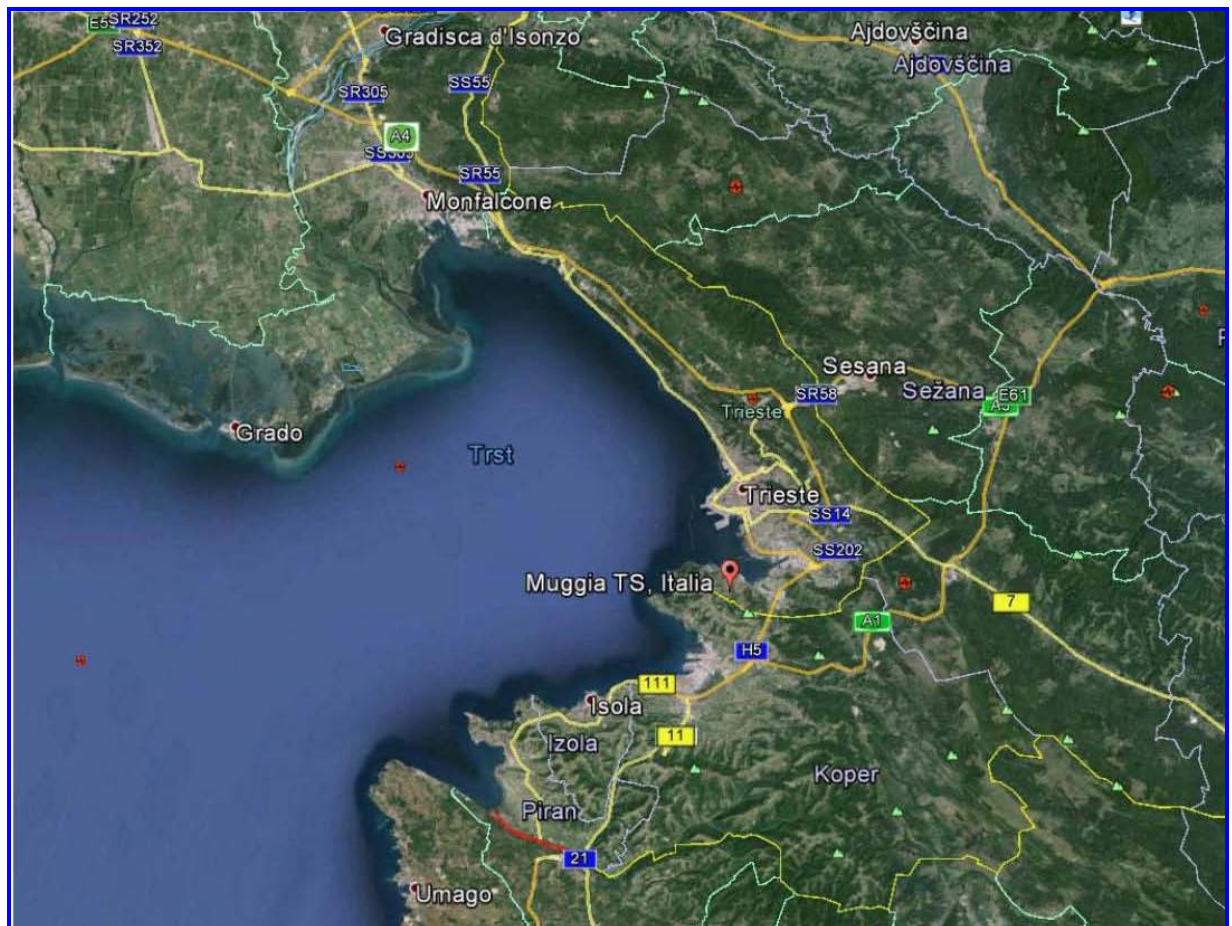 E5
SR252
SR352
Gradisca d'Isonzo
Ajdovščina
Ajdovščina
SR305
SS55
A4
SR55
Monfalcone
Sesana
Sežana
SR58
E61
Trieste
Grado
Trst
Trieste
SS14
SS202
Muggia TS, Italia
7
A1
H5
111
Isola
11
Izola
Koper
Piran
21
Umago